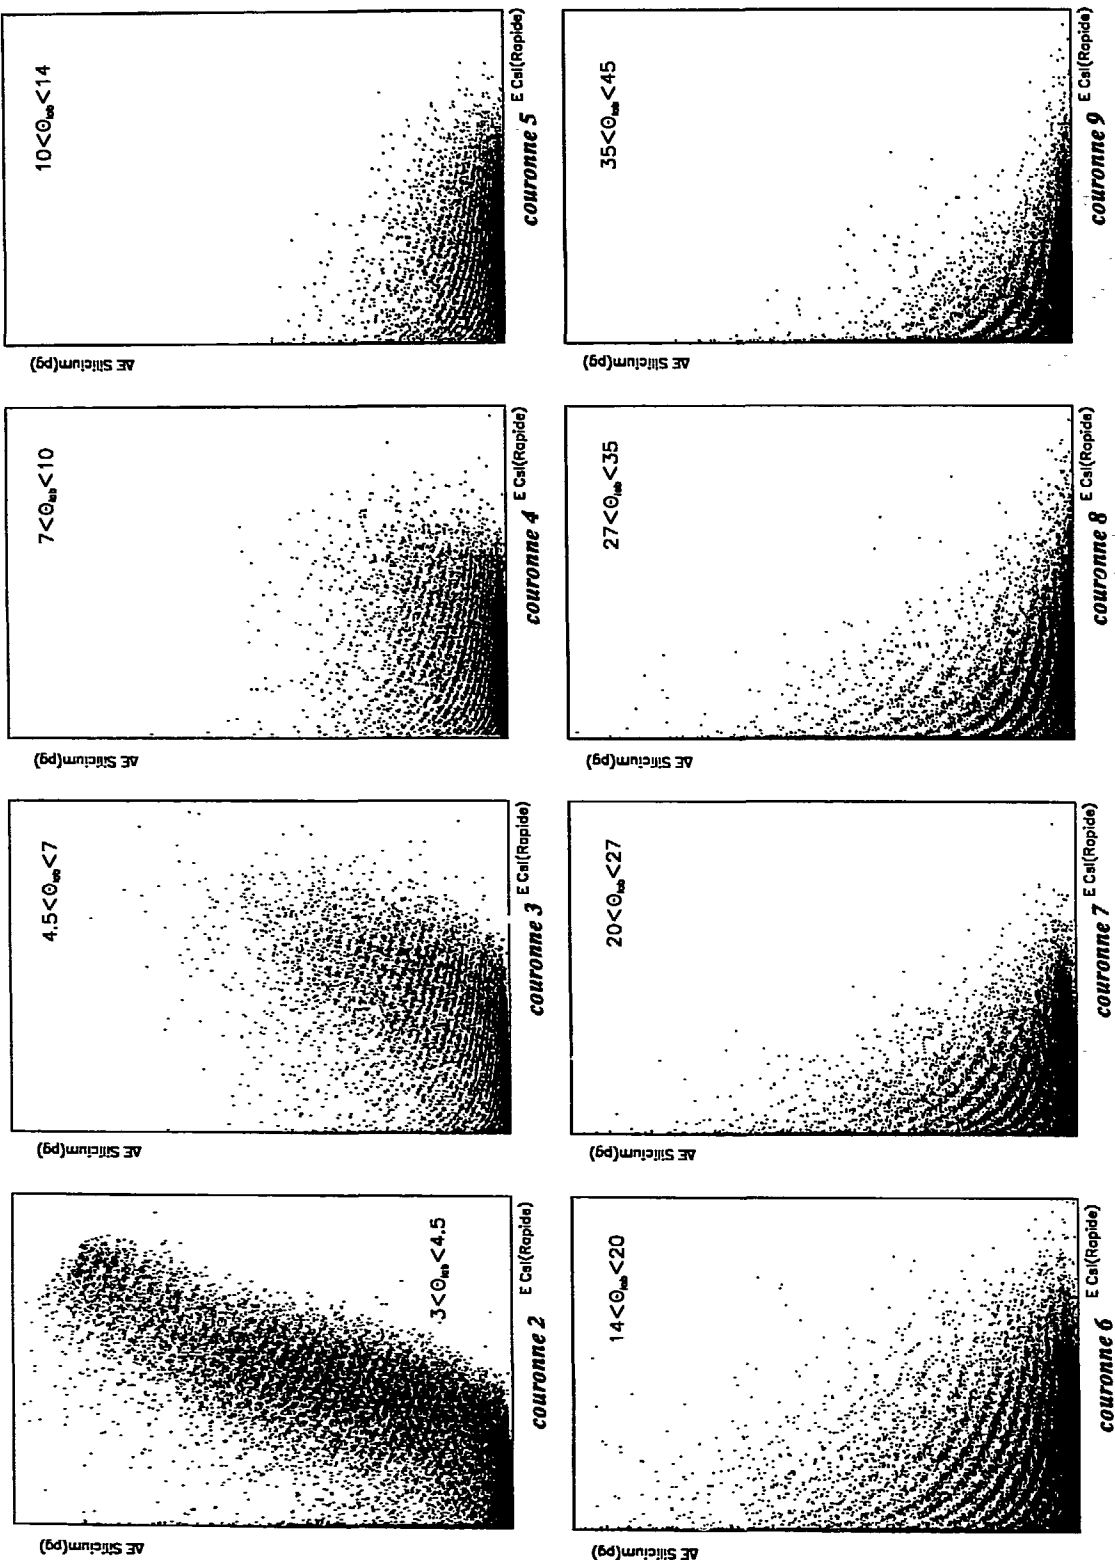 ΔE Silicium(pg)
3<Θlab<4.5
E CsI(Rapide)
couronne 2
ΔE Silicium(pg)
4.5<Θlab<7
E CsI(Rapide)
couronne 3
ΔE Silicium(pg)
7<Θlab<10
E CsI(Rapide)
couronne 4
ΔE Silicium(pg)
10<Θlab<14
E CsI(Rapide)
couronne 5
ΔE Silicium(pg)
14<Θlab<20
E CsI(Rapide)
couronne 6
ΔE Silicium(pg)
20<Θlab<27
E CsI(Rapide)
couronne 7
ΔE Silicium(pg)
27<Θlab<35
E CsI(Rapide)
couronne 8
ΔE Silicium(pg)
35<Θlab<45
E CsI(Rapide)
couronne 9